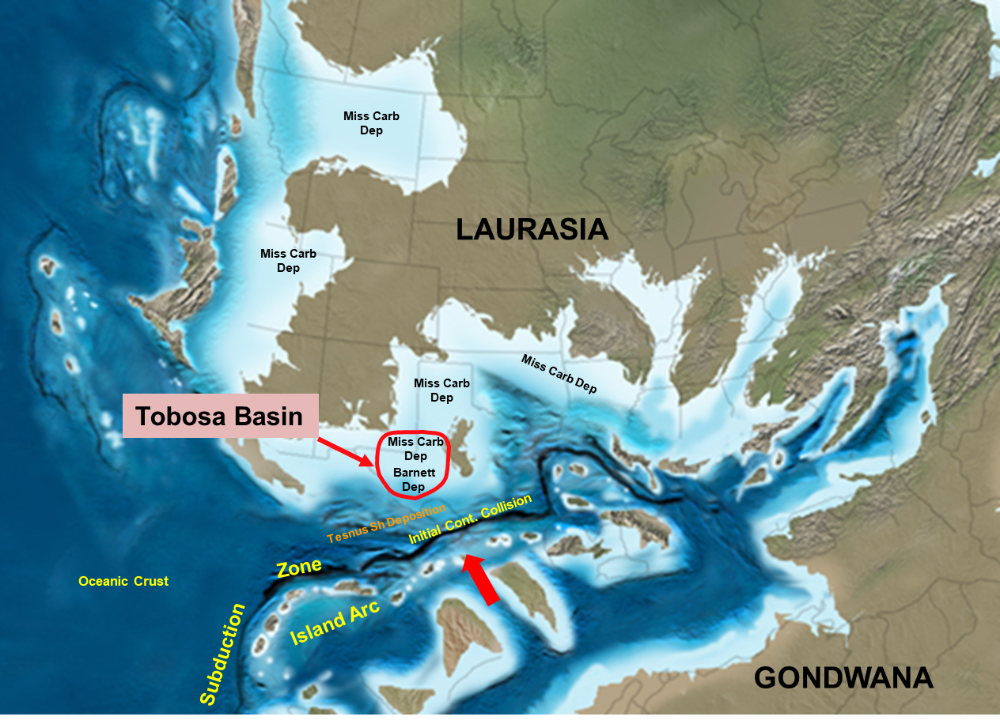 Miss Carb
Dep
LAURASIA
Miss Carb
Dep
Miss Carb Dep
Miss Carb
Dep
Tobosa Basin
Miss Carb
Dep
Barnett
Dep
Tesnus Sh Deposition
Initial Cont. Collision
Oceanic Crust
Subduction
Zone
Island Arc
GONDWANA